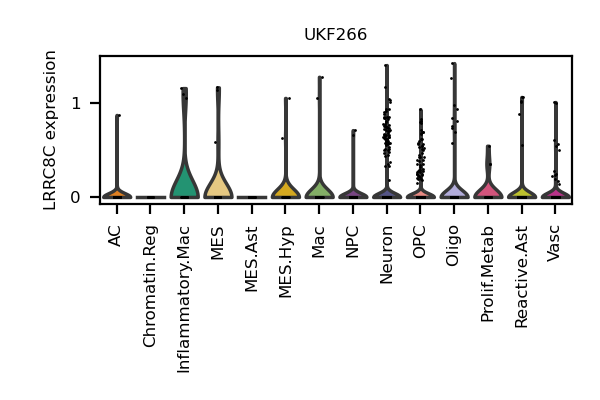 UKF266
LRRC8C expression
1
0
AC
Chromatin.Reg
Inflammatory.Mac
MES
MES.Ast
MES.Hyp
Mac
NPC
Neuron
OPC
Oligo
Prolif.Metab
Reactive.Ast
Vasc